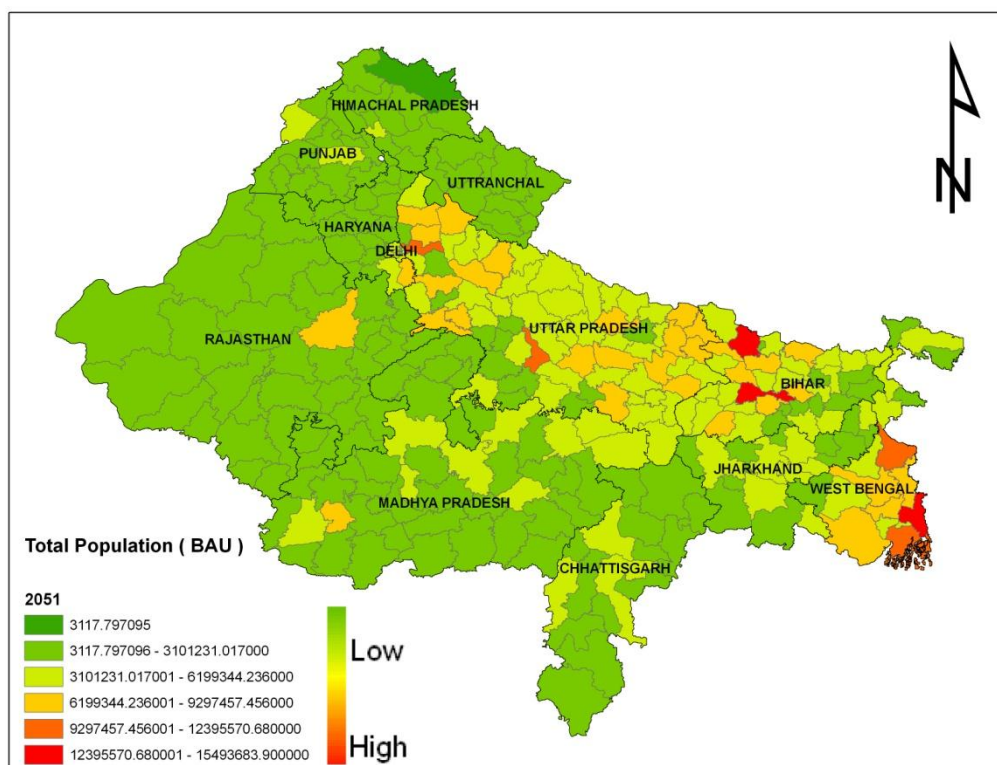 HIMACHAL PRADESH
PUNJAB
UTTRANCHAL
HARYANA
DELHI
RAJASTHAN
UTTAR PRADESH
BIHAR
JHARKHAND
WEST BENGAL
MADHYA PRADESH
CHHATTISGARH
N
Total Population ( BAU )
2051
3117.797095
3117.797096 - 3101231.017000
3101231.017001 - 6199344.236000
6199344.236001 - 9297457.456000
9297457.456001 - 12395570.680000
12395570.680001 - 15493683.900000
Low
High